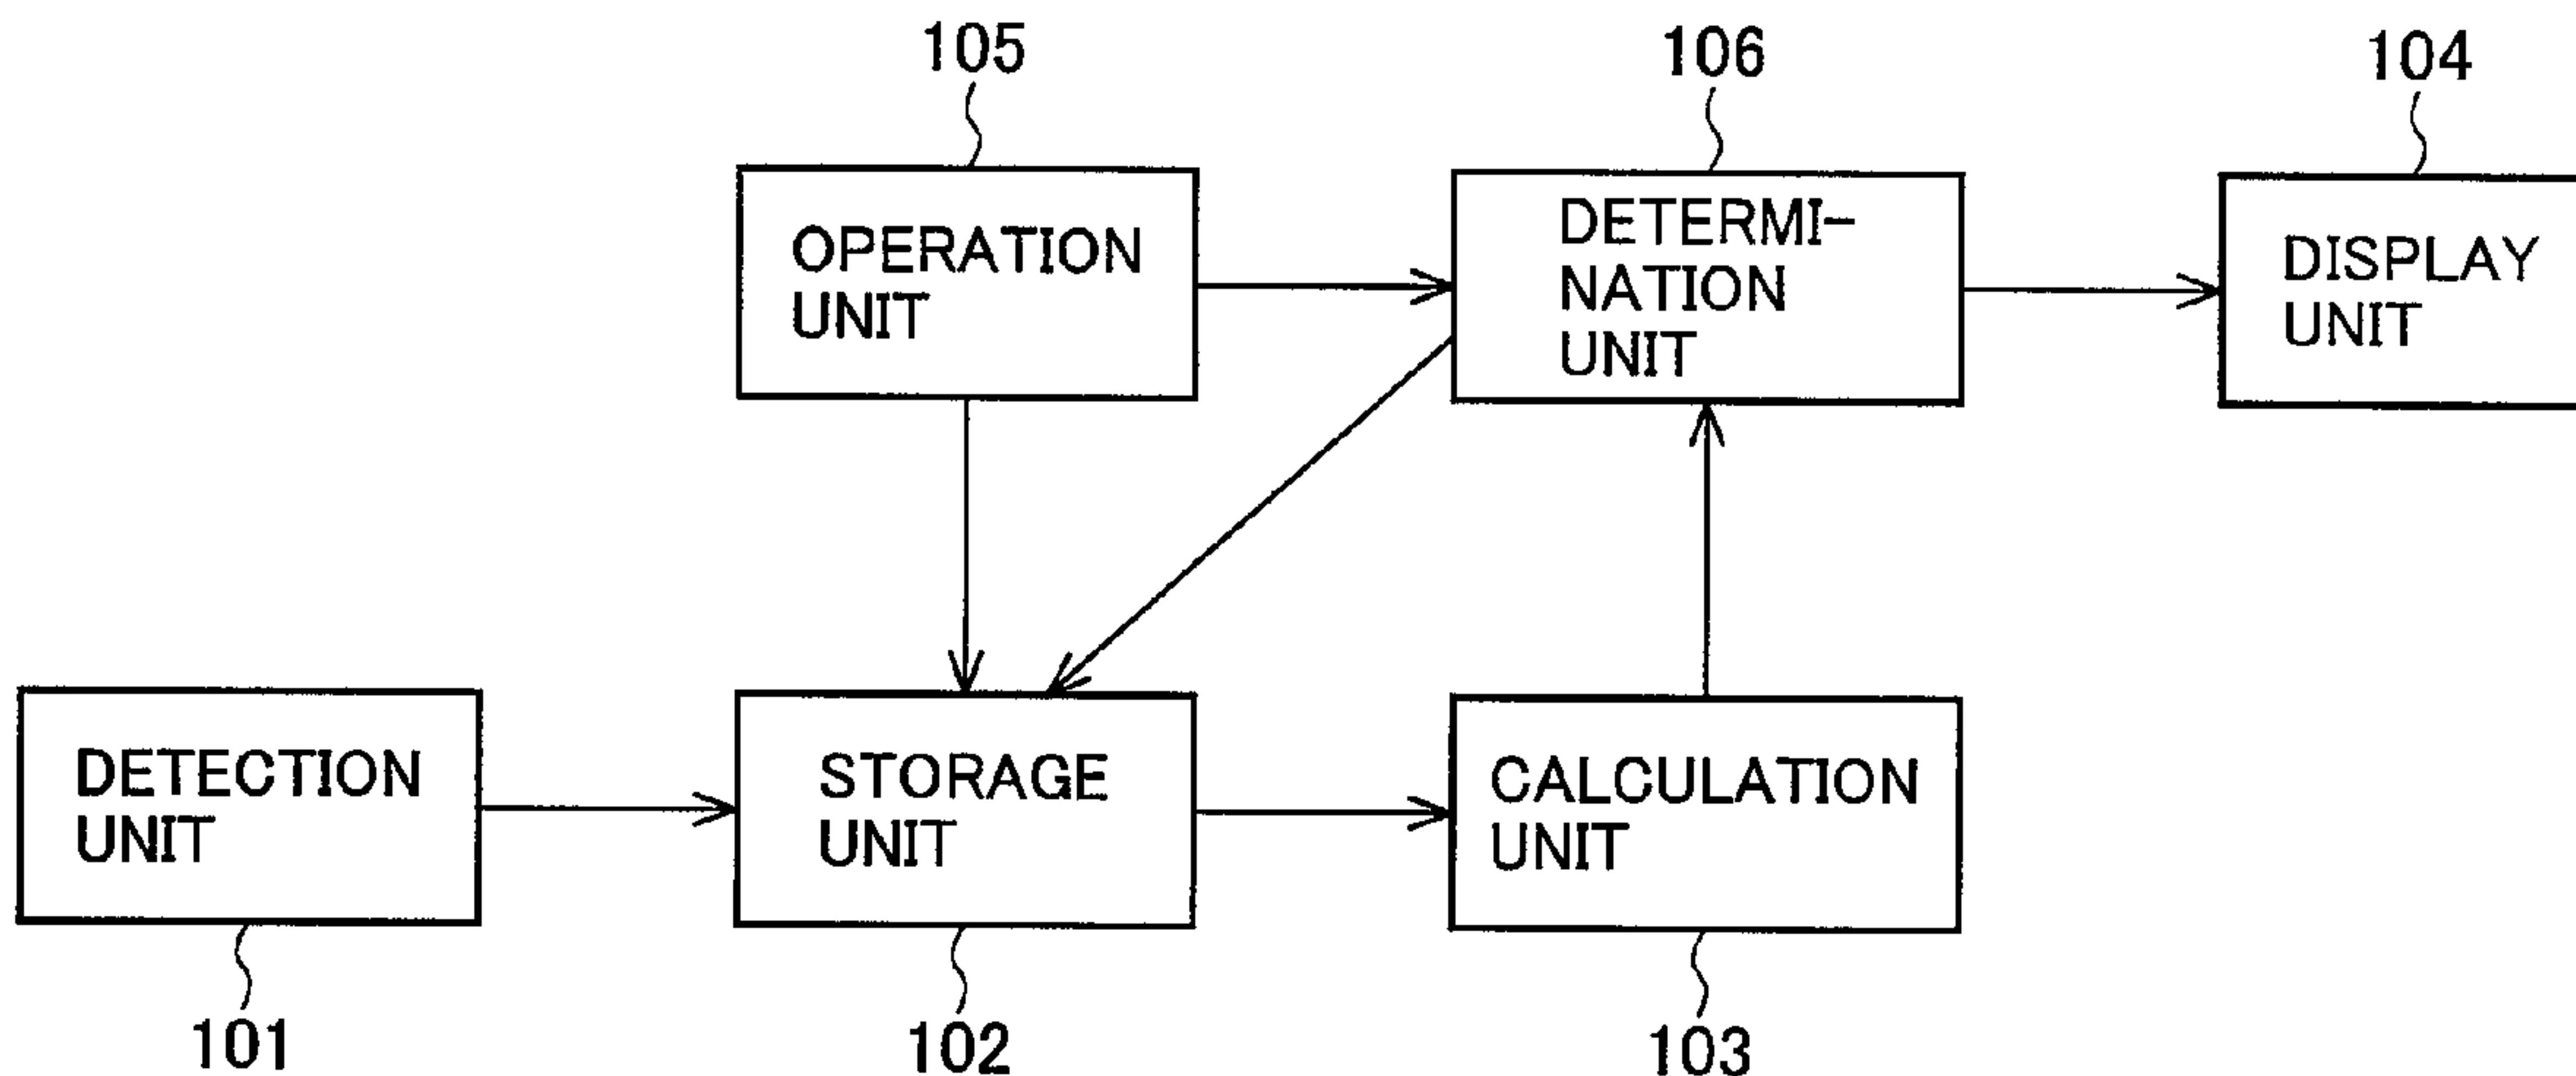 105
106
104
OPERATION
UNIT
DETERMI-
NATION
UNIT
DISPLAY
UNIT
DETECTION
UNIT
STORAGE
UNIT
CALCULATION
UNIT
101
102
103